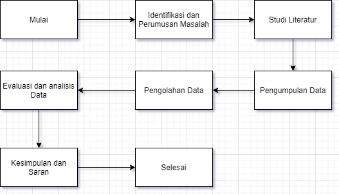 Mulai
Identifikasi dan
Perumusan Masalah
Studi Literatur
Pengumpulan Data
Pengolahan Data
Evaluasi dan analisis
Data
Kesimpulan dan
Saran
Selesai